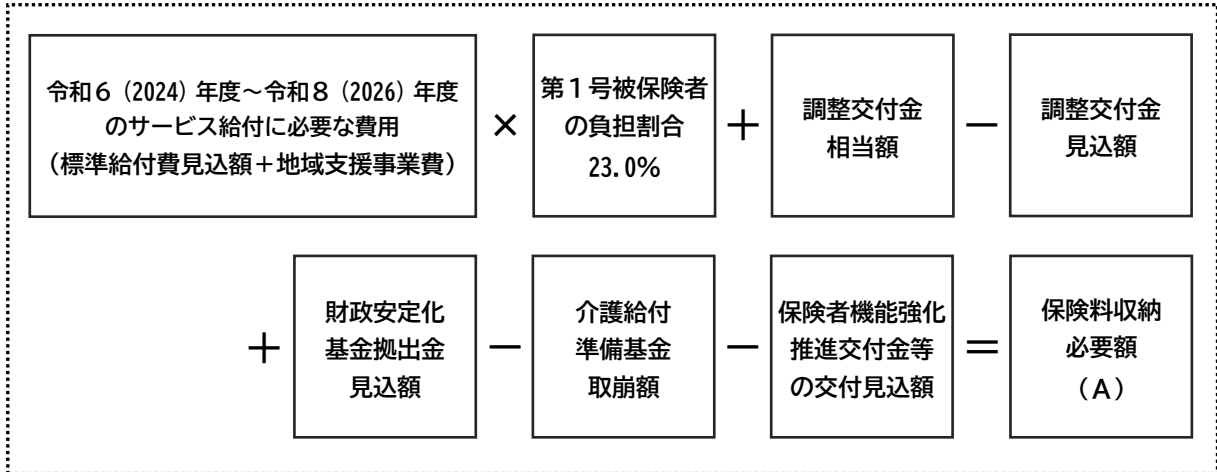 令和６（2024）年度～令和８（2026）年度
のサービス給付に必要な費用
（標準給付費見込額＋地域支援事業費）
×
第１号被保険者
の負担割合
23.0%
＋
調整交付金
相当額
－
調整交付金
見込額
＋
財政安定化
基金拠出金
見込額
－
介護給付
準備基金
取崩額
－
保険者機能強化
推進交付金等
の交付見込額
＝
保険料収納
必要額
（Ａ）